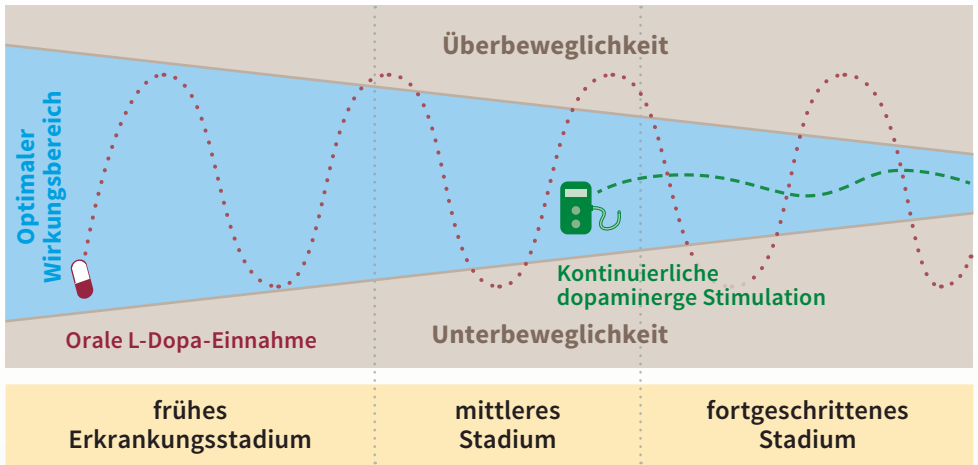 Überbeweglichkeit
Optimaler
Wirkungsbereich
Kontinuierliche
dopaminerge Stimulation
Orale L-Dopa-Einnahme
Unterbeweglichkeit
frühes
Erkrankungsstadium
mittleres
Stadium
fortgeschrittenes
Stadium